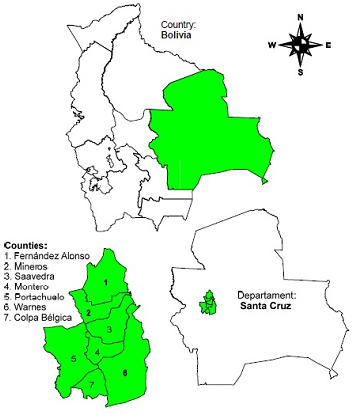 Country:
Bolivia
N
W
E
S
Counties:
1. Fernández Alonso
2. Mineros
3. Saavedra
4. Montero
5. Portachuelo
6. Warnes
7. Colpa Bélgica
1
2
3
4
5
6
7
Departament:
Santa Cruz